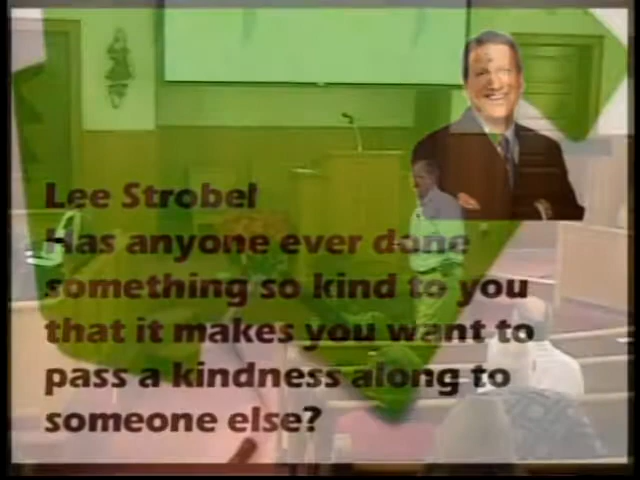 Lee Strobel
Has anyone ever done
something so kind to you
that it makes you want to
pass a kindness along to
someone else?